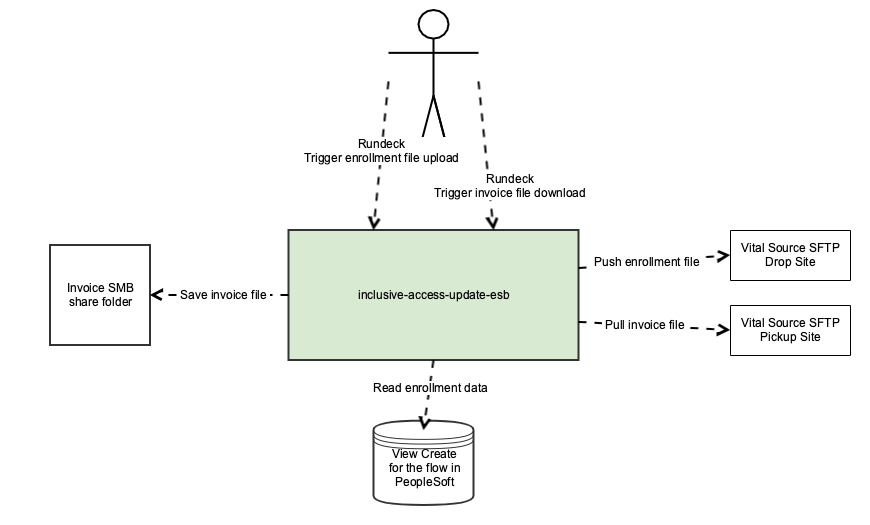 Rundeck
Trigger enrollment file upload
Rundeck
Trigger invoice file download
Invoice SMB
share folder
Save invoice file
inclusive-access-update-esb
Push enrollment file
Vital Source SFTP
Drop Site
Pull invoice file
Vital Source SFTP
Pickup Site
Read enrollment data
View Create
for the flow in
PeopleSoft